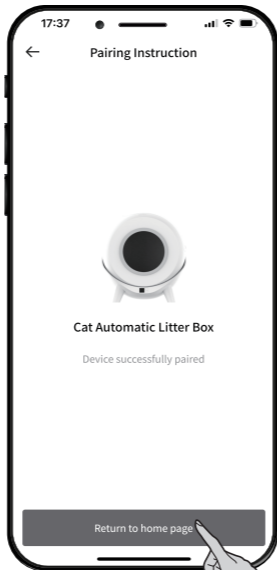 17:37
Pairing Instruction
Cat Automatic Litter Box
Device successfully paired
Return to home page